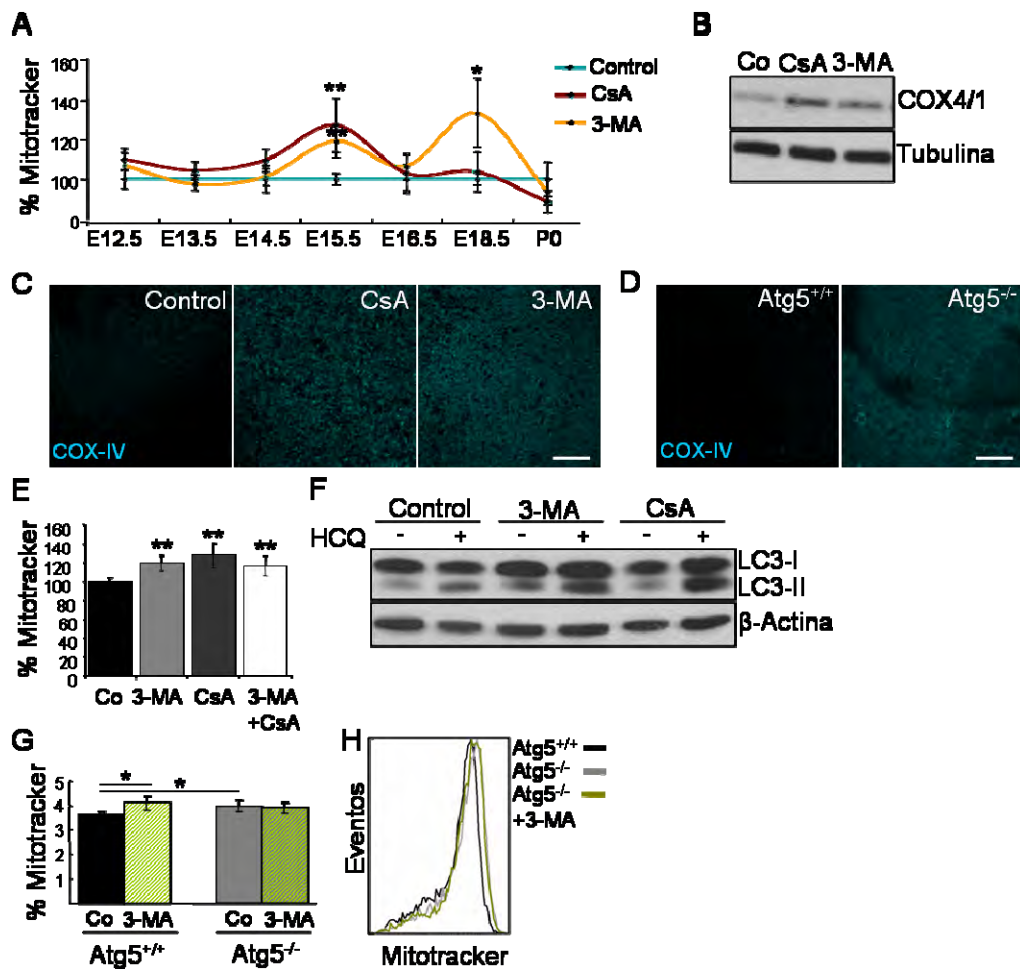 A
% Mitotracker
160
140
120
100
0
E12.5 E13.5 E14.5 E15.5 E16.5 E18.5 P0
**
**
*
Control
CsA
3-MA
B
Co CsA 3-MA
COX4/1
Tubulina
C
Control
CsA
3-MA
COX-IV
D
Atg5+/+
Atg5-/-
COX-IV
E
% Mitotracker
160
140
120
100
80
60
40
20
0
** ** **
Co 3-MA CsA 3-MA
+CsA
F
Control 3-MA CsA
HCQ - + - + - +
LC3-I
LC3-II
β-Actina
G
% Mitotracker
5
4
3
2
1
* *
Co 3-MA Co 3-MA
Atg5+/+ Atg5-/-
H
Eventos
Mitotracker
Atg5+/+
Atg5-/-
Atg5-/-
+3-MA